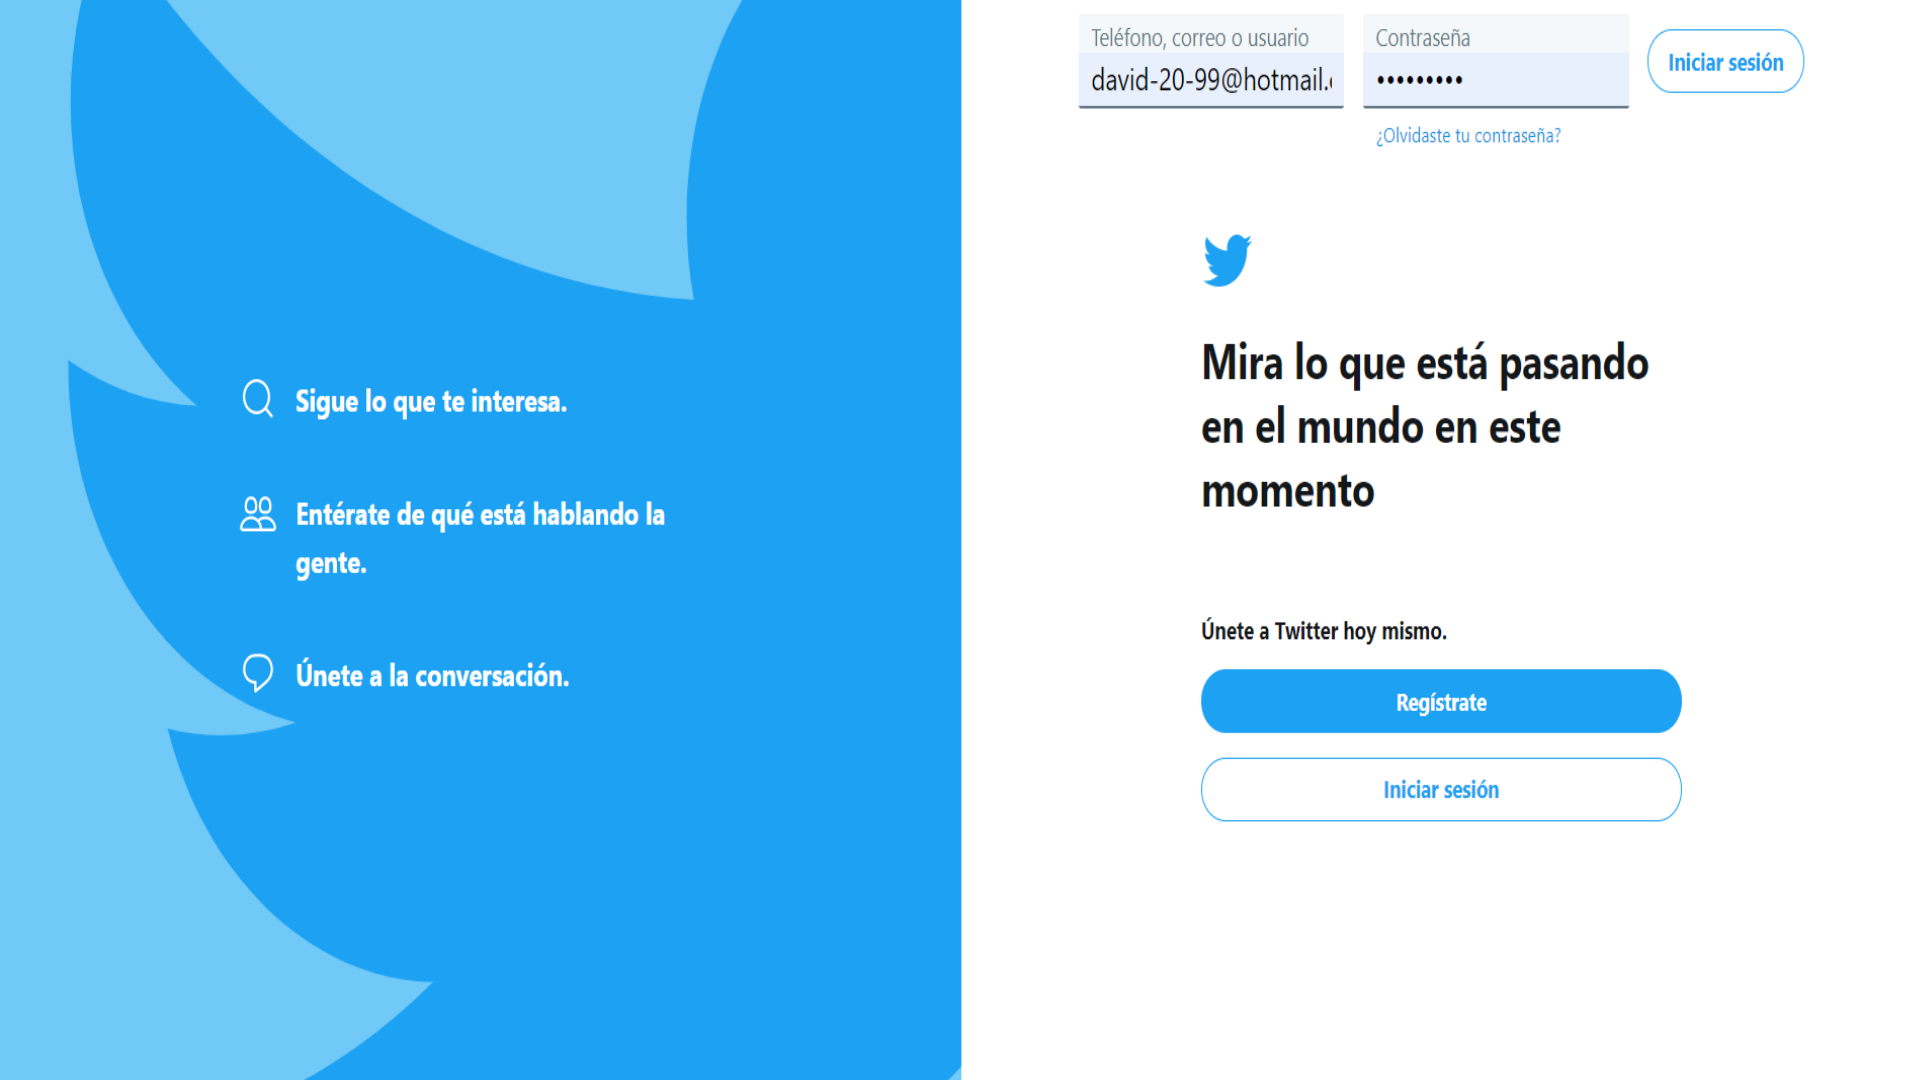 Teléfono, correo o usuario
david-20-99@hotmail.
Contraseña
•••••••••
Iniciar sesión
¿Olvidaste tu contraseña?
Sigue lo que te interesa.
Entérate de qué está hablando la
gente.
Únete a la conversación.
Mira lo que está pasando
en el mundo en este
momento
Únete a Twitter hoy mismo.
Regístrate
Iniciar sesión